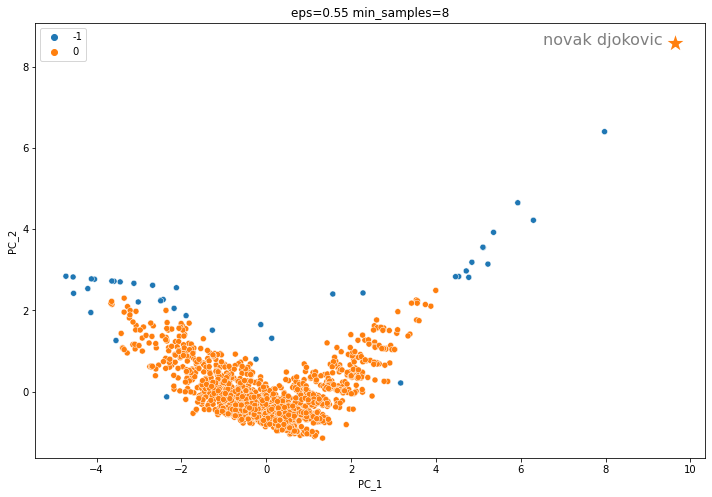 eps=0.55 min_samples=8
-1
0
novak djokovic
8
6
4
2
0
PC_2
−4 −2 0 2 4 6 8 10
PC_1